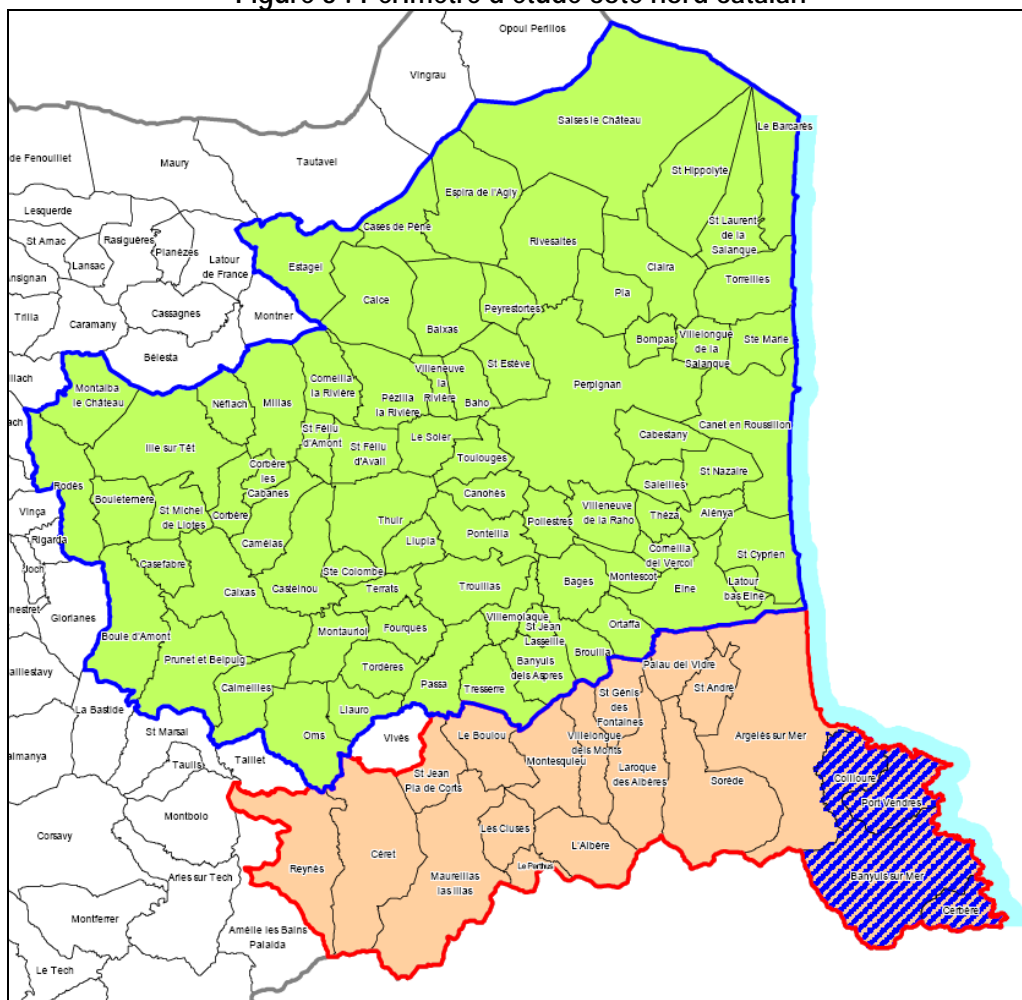 Figure 94 : Périmètre d'étude côté nord catalan
Opoul Perillos
Vingrau
Salses le Château
Le Barcarès
de Fenouillet
Maury
Tautavel
St Hippolyte
Espira de l'Agly
Lesquerde
Cases de Pène
St Laurent
de la
Salanque
St Arnac
Rasiguères
Planèzes
Rivesaltes
Lansac
Latour
de France
Estagel
Claira
Torreilles
Ansignan
Calce
Pia
Trilla
Caramany
Cassagnes
Montner
Peyrestortes
Baixas
Bompas
Villelongue
de la
Salanque
Ste Marie
Bélesta
St Estève
Villeneuve
la
Rivière
Corneilla
la Rivière
Perpignan
Montalba
le Château
Pézilla
la Rivière
Baho
Néfiach
Millas
Canet en Roussillon
St Féliu
d'Amont
Le Soler
Cabestany
Ille sur Têt
St Féliu
d'Avall
Toulouges
Corbère
les
Cabanes
St Nazaire
Rodès
Canohès
Saleilles
Bouleternère
St Michel
de Llotes
Corbère
Villeneuve
de la Raho
Vinça
Thuir
Pollestres
Théza
Alénya
Rigarda
Camélas
Llupia
Ponteilla
Corneilla
del Vercol
St Cyprien
Joch
Casefabre
Ste Colombe
Bages
Montescot
Latour
bas Elne
Caixas
Castelnou
Terrats
Trouillas
Elne
Glorianes
Villemolaque
Ortaffa
Boule d'Amont
Montauriol
Fourques
St Jean
Lasseille
Brouilla
Prunet et Belpuig
Tordères
Banyuls
dels Aspres
Palau del Vidre
Calmeilles
Passa
Tresserre
St André
La Bastide
Llauro
St Génis
des
Fontaines
St Marsal
Oms
Vivès
Le Boulou
Villelongue
dels Monts
Argelès sur Mer
Taulis
Taillet
Montesquieu
Laroque
des Albères
St Jean
Pla de Corts
Sorède
Collioure
Port Vendres
Montbolo
Les Cluses
Corsavy
L'Albère
Céret
Reynès
Le Perthus
Maureillas
las Illas
Banyuls sur Mer
Arles sur Tech
Cerbère
Montferrer
Amélie les Bains
Palalda
Le Tech